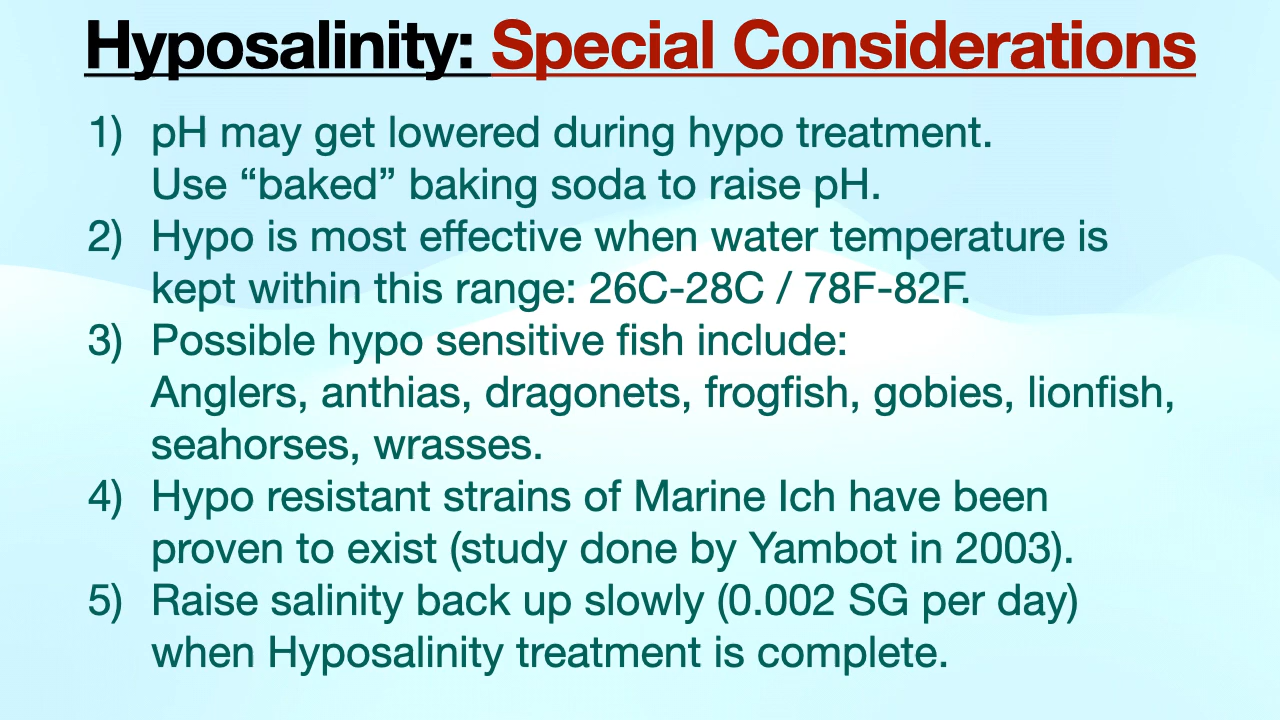 Hyposalinity: Special Considerations
1) pH may get lowered during hypo treatment.
Use “baked” baking soda to raise pH.
2) Hypo is most effective when water temperature is
kept within this range: 26C-28C / 78F-82F.
3) Possible hypo sensitive fish include:
Anglers, anthias, dragonets, frogfish, gobies, lionfish,
seahorses, wrasses.
4) Hypo resistant strains of Marine Ich have been
proven to exist (study done by Yambot in 2003).
5) Raise salinity back up slowly (0.002 SG per day)
when Hyposalinity treatment is complete.